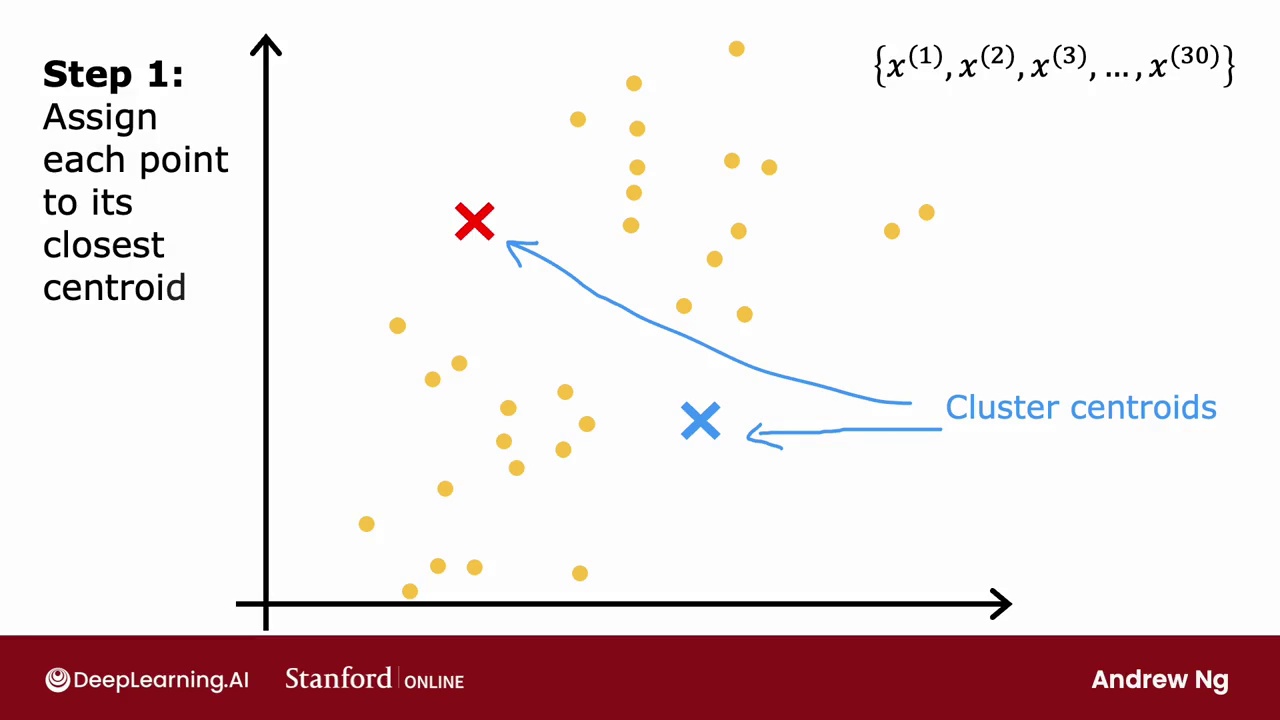 Step 1:
Assign
each point
to its
closest
centroid
{x⁽¹⁾, x⁽²⁾, x⁽³⁾, ..., x⁽³⁰⁾}
Cluster centroids
DeepLearning.AI
Stanford | ONLINE
Andrew Ng